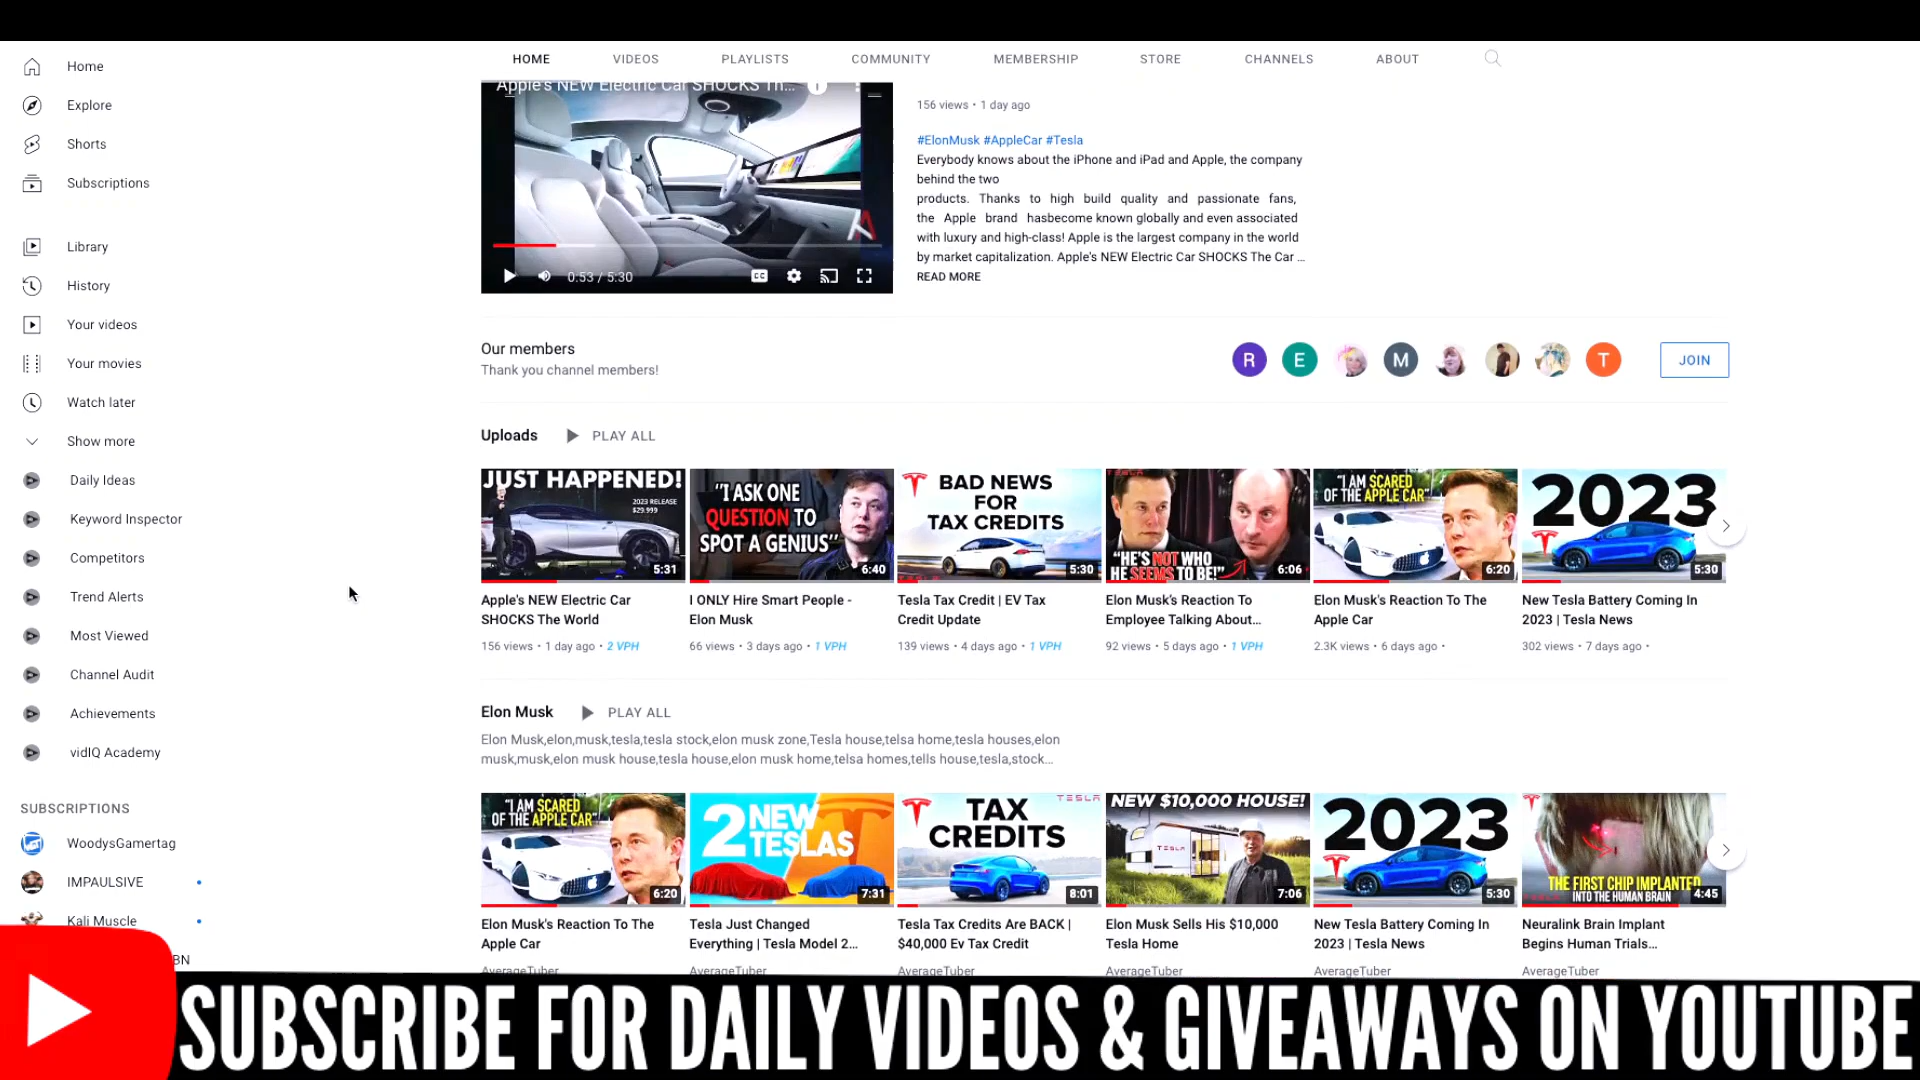 Home
Explore
Shorts
Subscriptions
Library
History
Your videos
Your movies
Watch later
Show more
Daily Ideas
Keyword Inspector
Competitors
Trend Alerts
Most Viewed
Channel Audit
Achievements
vidIQ Academy
SUBSCRIPTIONS
WoodysGamertag
IMPAULSIVE
Kali Muscle
BN
HOME VIDEOS PLAYLISTS COMMUNITY MEMBERSHIP STORE CHANNELS ABOUT
Apple's NEW Electric Car SHOCKS Th...
0:53 / 5:30
156 views • 1 day ago
#ElonMusk #AppleCar #Tesla
Everybody knows about the iPhone and iPad and Apple, the company
behind the two
products. Thanks to high build quality and passionate fans,
the Apple brand hasbecome known globally and even associated
with luxury and high-class! Apple is the largest company in the world
by market capitalization. Apple's NEW Electric Car SHOCKS The Car ...
READ MORE
Our members
Thank you channel members!
R E M T
JOIN
Uploads PLAY ALL
JUST HAPPENED!
2023 RELEASE
$29.999
5:31
Apple's NEW Electric Car
SHOCKS The World
156 views • 1 day ago • 2 VPH
"I ASK ONE
QUESTION TO
SPOT A GENIUS"
6:40
I ONLY Hire Smart People -
Elon Musk
66 views • 3 days ago • 1 VPH
BAD NEWS
FOR
TAX CREDITS
5:30
Tesla Tax Credit | EV Tax
Credit Update
139 views • 4 days ago • 1 VPH
"HE'S NOT WHO
HE SEEMS TO BE!"
6:06
Elon Musk's Reaction To
Employee Talking About...
92 views • 5 days ago • 1 VPH
"I AM SCARED
OF THE APPLE CAR"
6:20
Elon Musk's Reaction To The
Apple Car
2.3K views • 6 days ago •
2023
5:30
New Tesla Battery Coming In
2023 | Tesla News
302 views • 7 days ago •
Elon Musk PLAY ALL
Elon Musk,elon,musk,tesla,tesla stock,elon musk zone,Tesla house,telsa home,tesla houses,elon
musk,musk,elon musk house,tesla house,elon musk home,telsa homes,tells house,tesla,stock...
"I AM SCARED
OF THE APPLE CAR"
6:20
Elon Musk's Reaction To The
Apple Car
AverageTuber
2 NEW
TESLAS
7:31
Tesla Just Changed
Everything | Tesla Model 2...
AverageTuber
TESLA
TAX
CREDITS
8:01
Tesla Tax Credits Are BACK |
$40,000 Ev Tax Credit
AverageTuber
NEW $10,000 HOUSE!
TESLA
7:06
Elon Musk Sells His $10,000
Tesla Home
AverageTuber
2023
5:30
New Tesla Battery Coming In
2023 | Tesla News
AverageTuber
THE FIRST CHIP IMPLANTED
INTO THE HUMAN BRAIN
4:45
Neuralink Brain Implant
Begins Human Trials...
AverageTuber
SUBSCRIBE FOR DAILY VIDEOS & GIVEAWAYS ON YOUTUBE